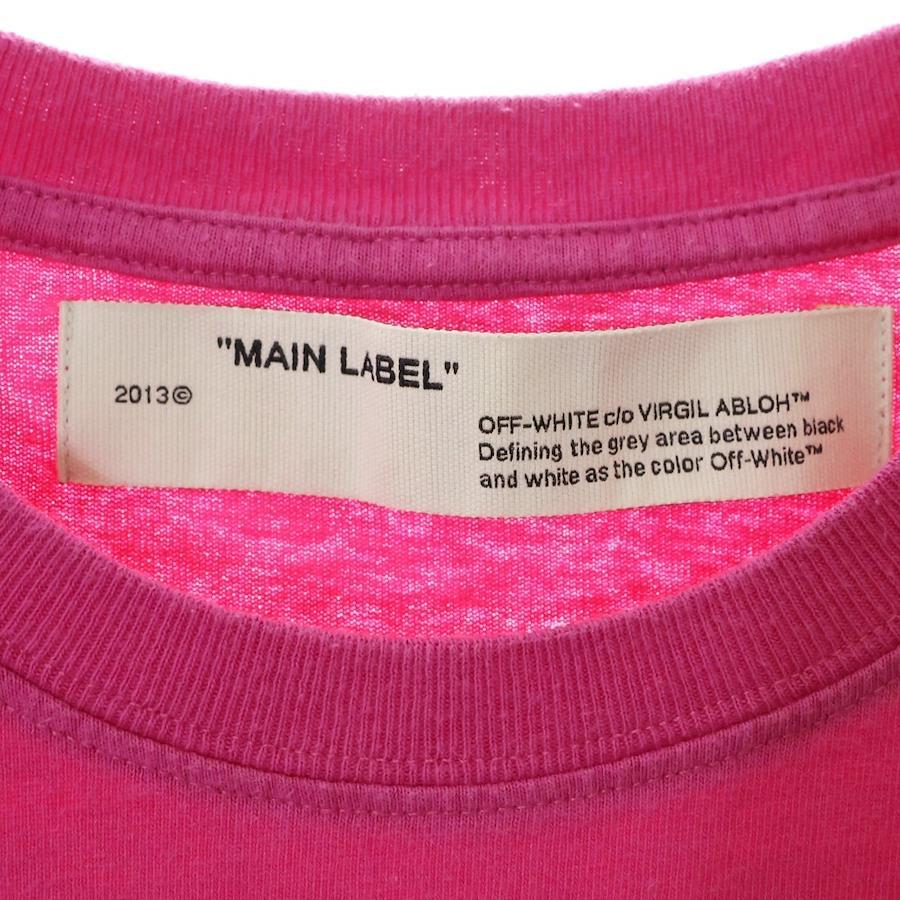 "MAIN LABEL"
2013©
OFF-WHITE c/o VIRGIL ABLOH™
Defining the grey area between black
and white as the color Off-White™